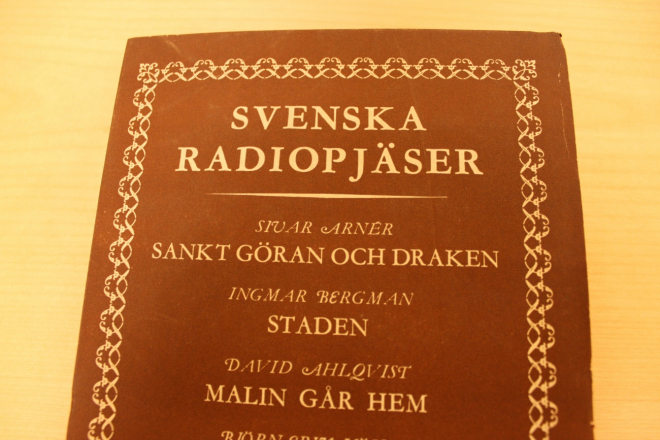 SVENSKA
RADIOPJÄSER
SIVAR ARNÉR
SANKT GÖRAN OCH DRAKEN
INGMAR BERGMAN
STADEN
DAVID AHLQVIST
MALIN GÅR HEM